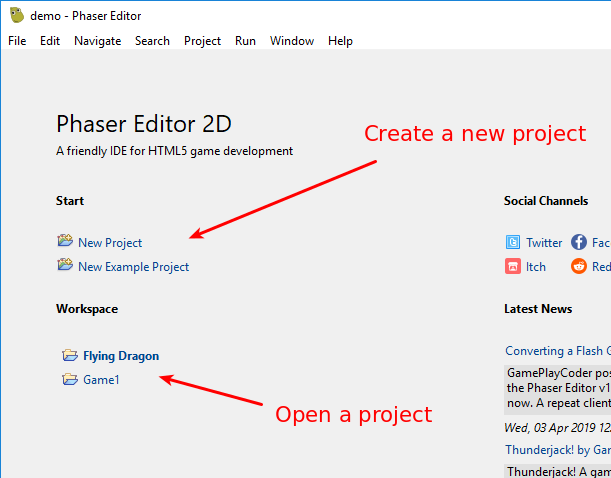 demo - Phaser Editor
File Edit Navigate Search Project Run Window Help
Phaser Editor 2D
A friendly IDE for HTML5 game development
Create a new project
Start
New Project
New Example Project
Workspace
Flying Dragon
Game1
Open a project
Social Channels
Twitter Fac
Itch Red
Latest News
Converting a Flash G
GamePlayCoder pos
the Phaser Editor v1
now. A repeat client
Wed, 03 Apr 2019 12:
Thunderjack! by Gar
Thunderjack! A gam